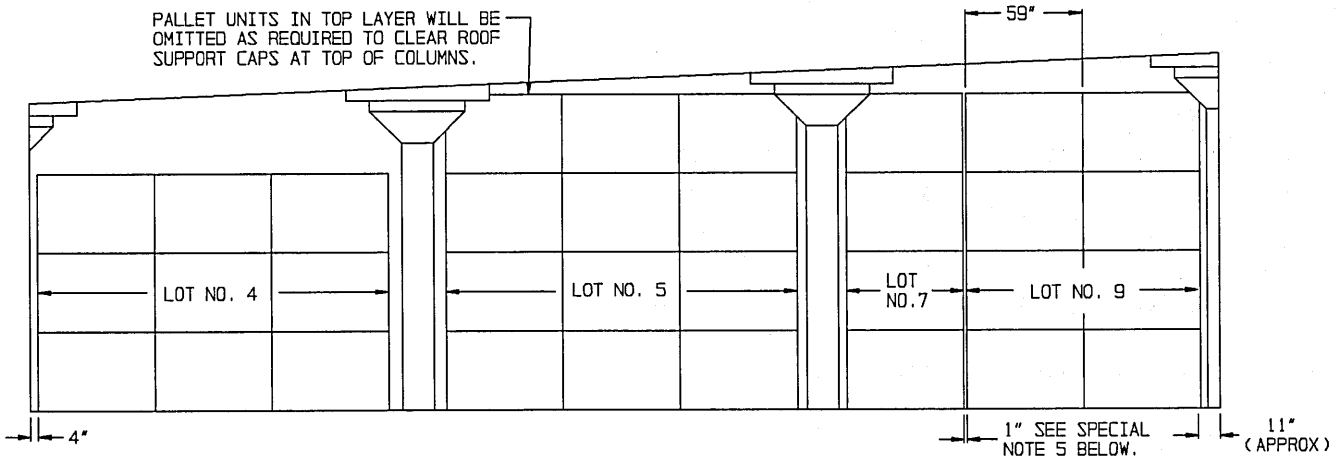 PALLET UNITS IN TOP LAYER WILL BE
OMITTED AS REQUIRED TO CLEAR ROOF
SUPPORT CAPS AT TOP OF COLUMNS.
59"
LOT NO. 4
LOT NO. 5
LOT
NO.7
LOT NO. 9
4"
1" SEE SPECIAL
NOTE 5 BELOW.
11"
(APPROX)